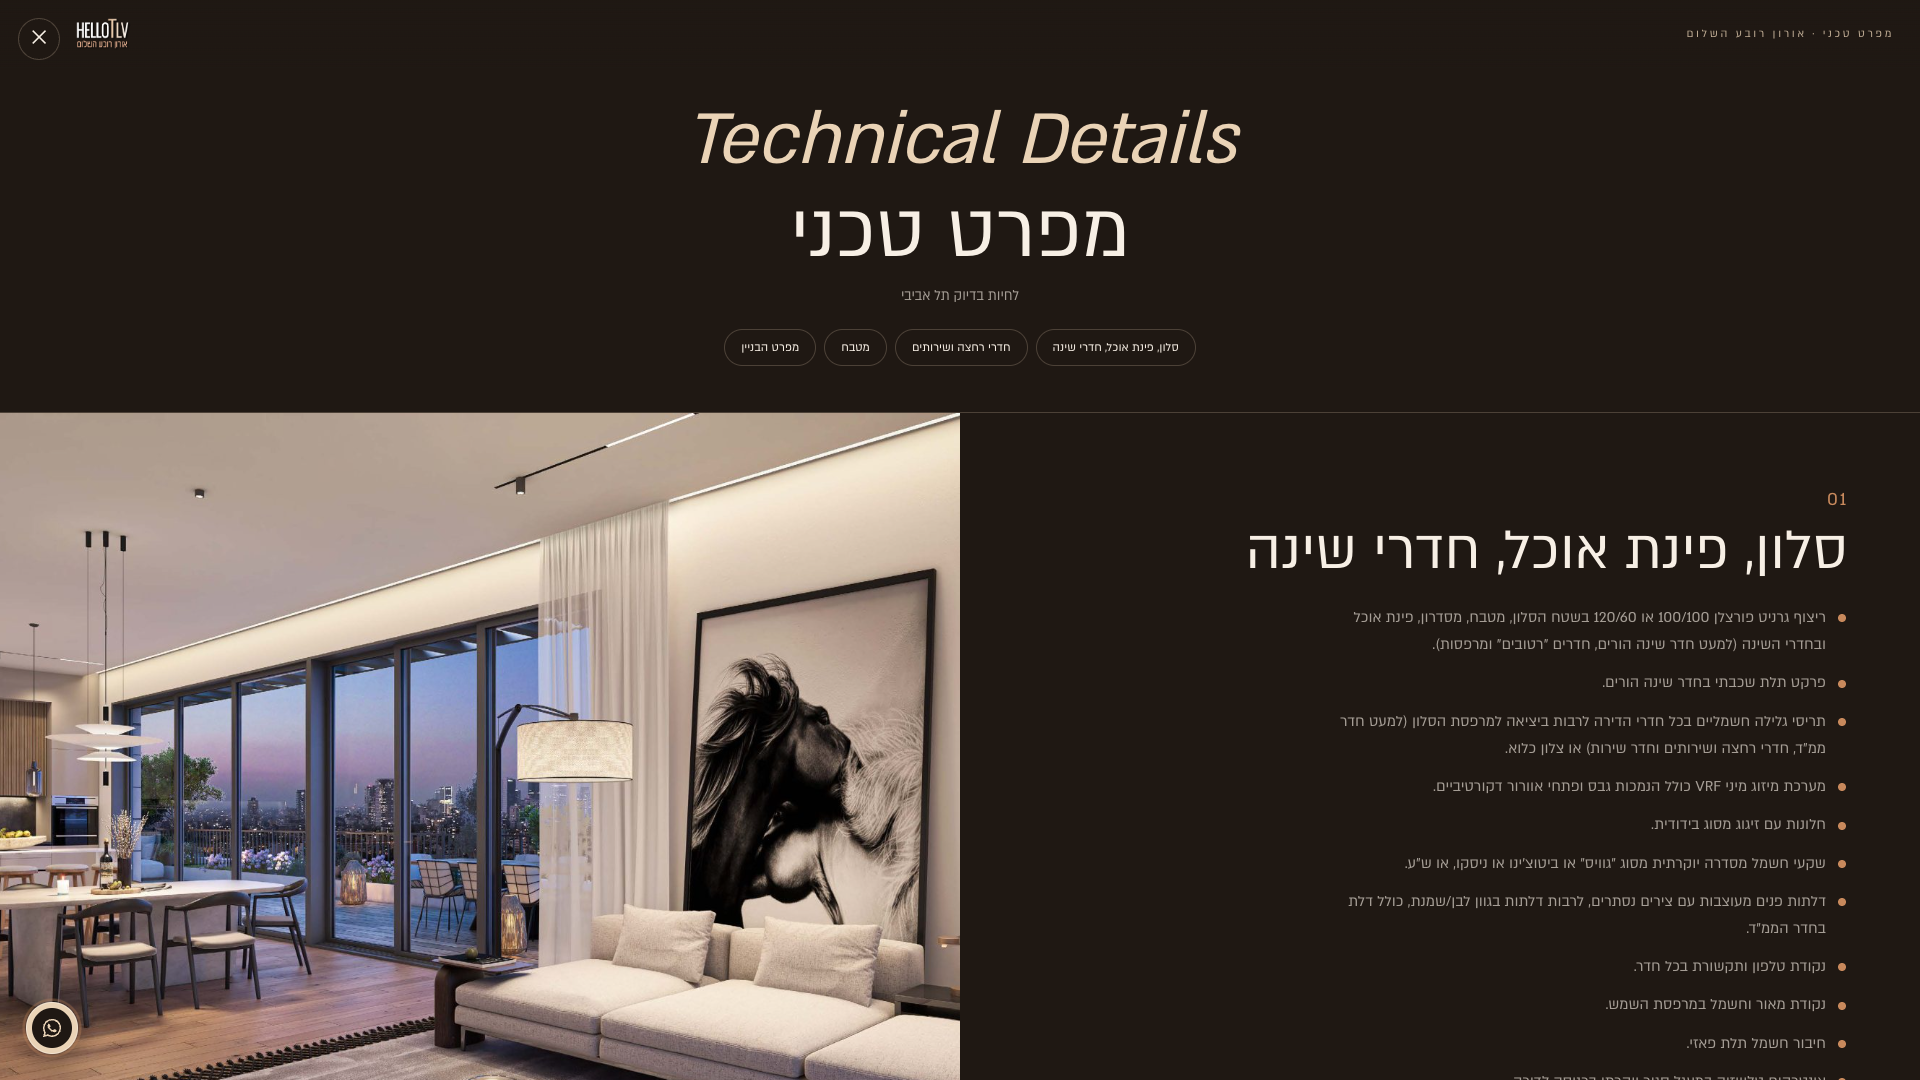 מפרט טכני · אורון רובע השלום
HELLOTLV
אורון רובע השלום
Technical Details
מפרט טכני
לחיות בדיוק תל אביבי
סלון, פינת אוכל, חדרי שינה
חדרי רחצה ושירותים
מטבח
מפרט הבניין
01
סלון, פינת אוכל, חדרי שינה
ריצוף גרניט פורצלן 100/100 או 120/60 בשטח הסלון, מטבח, מסדרון, פינת אוכל
ובחדרי השינה (למעט חדר שינה הורים, חדרים "רטובים" ומרפסות).
פרקט תלת שכבתי בחדר שינה הורים.
תריסי גלילה חשמליים בכל חדרי הדירה לרבות ביציאה למרפסת הסלון (למעט חדר
ממ"ד, חדרי רחצה ושירותים וחדר שירות) או צלון כלוא.
מערכת מיזוג מיני VRF כולל הנמכות גבס ופתחי אוורור דקורטיביים.
חלונות עם זיגוג מסוג בידודית.
שקעי חשמל מסדרה יוקרתית מסוג "גוויס" או ביטוצ'ינו או ניסקו, או ש"ע.
דלתות פנים מעוצבות עם צירים נסתרים, לרבות דלתות בגוון לבן/שמנת, כולל דלת
בחדר הממ"ד.
נקודת טלפון ותקשורת בכל חדר.
נקודת מאור וחשמל במרפסת השמש.
חיבור חשמל תלת פאזי.